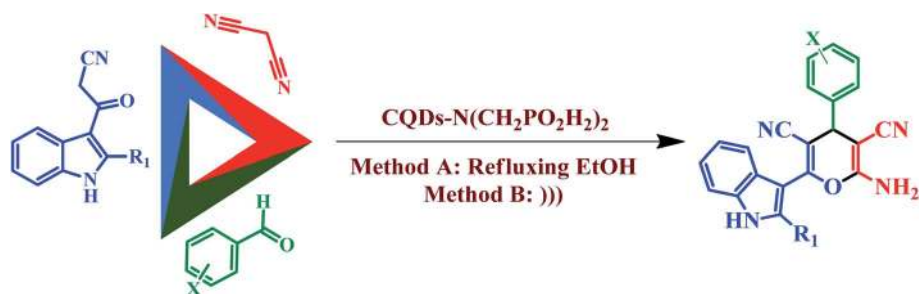 CN
O
N
H
R1
N
N
H
O
X
CQDs-N(CH2PO2H2)2
Method A: Refluxing EtOH
Method B: )))
X
NC
CN
O
NH2
HN
R1